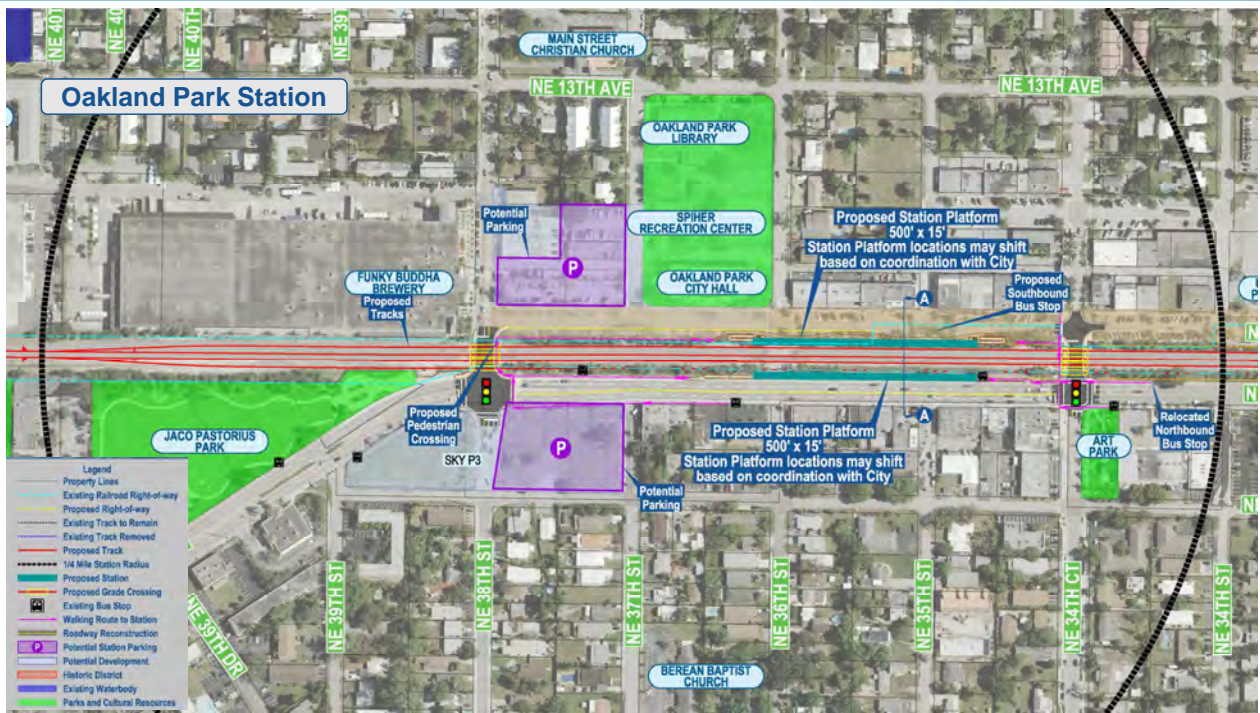 NE 40TH
NE 40
NE 40TH
NE 39
MAIN STREET
CHRISTIAN CHURCH
NE 13TH AVE
NE 13TH AVE
Oakland Park Station
OAKLAND PARK
LIBRARY
Potential
Parking
P
SPIHER
RECREATION CENTER
OAKLAND PARK
CITY HALL
Proposed Station Platform
500' x 15'
Station Platform locations may shift
based on coordination with City
Proposed
Southbound
Bus Stop
FUNKY BUDDHA
BREWERY
Proposed
Tracks
A
Proposed
Pedestrian
Crossing
JACO PASTORIUS
PARK
SKY P3
P
Potential
Parking
Proposed Station Platform
500' x 15'
Station Platform locations may shift
based on coordination with City
A
ART
PARK
Relocated
Northbound
Bus Stop
NE 39TH DR
NE 39TH ST
NE 38TH ST
NE 37TH ST
NE 36TH ST
NE 35TH ST
NE 34TH CT
NE 34TH ST
BEREAN BAPTIST
CHURCH
Legend
Property Lines
Existing Railroad Right-of-way
Proposed Right-of-way
Existing Track to Remain
Existing Track Removed
Proposed Track
1/4 Mile Station Radius
Proposed Station
Proposed Grade Crossing
Existing Bus Stop
Walking Route to Station
Roadway Reconstruction
P
Potential Station Parking
Potential Development
Historic District
Existing Waterbody
Parks and Cultural Resources